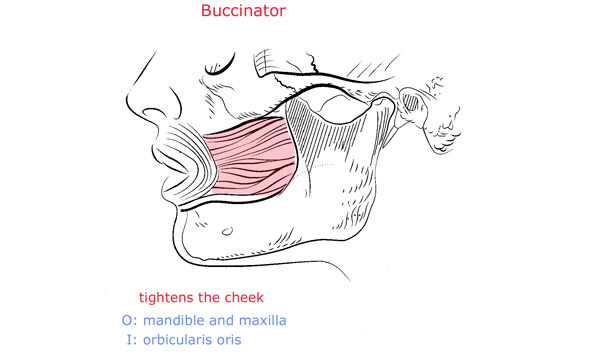 Buccinator
tightens the cheek
O: mandible and maxilla
I: orbicularis oris